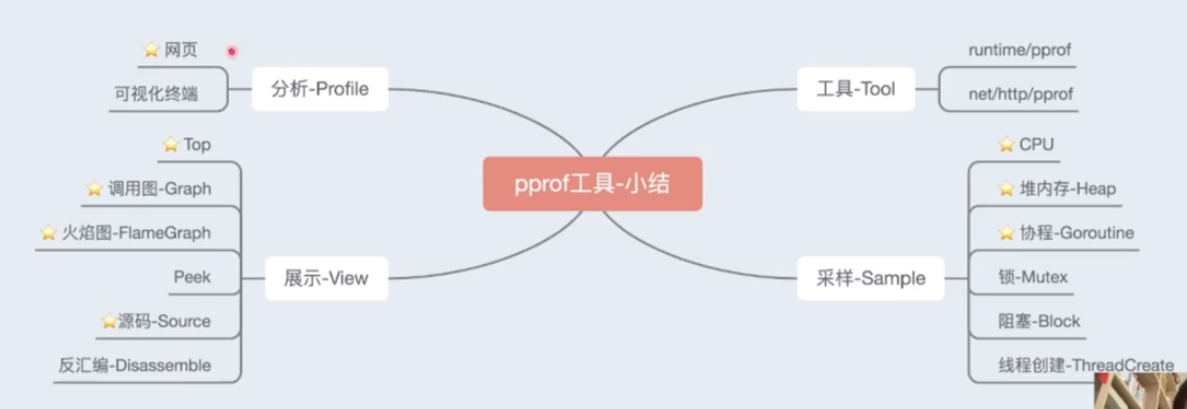 pprof工具-小结
分析-Profile
网页
可视化终端
展示-View
Top
调用图-Graph
火焰图-FlameGraph
Peek
源码-Source
反汇编-Disassemble
工具-Tool
runtime/pprof
net/http/pprof
采样-Sample
CPU
堆内存-Heap
协程-Goroutine
锁-Mutex
阻塞-Block
线程创建-ThreadCreate